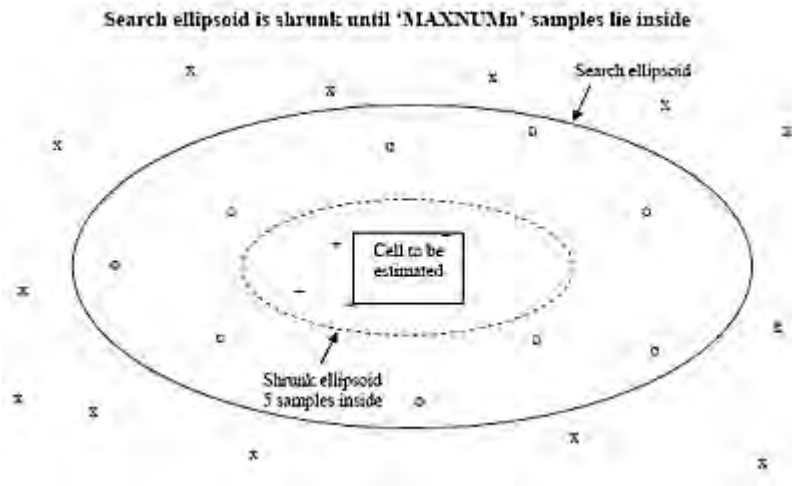 Search ellipsoid is shrunk until ‘MAXNUMn’ samples lie inside
Search ellipsoid
Cell to be
estimated
Shrunk ellipsoid
5 samples inside